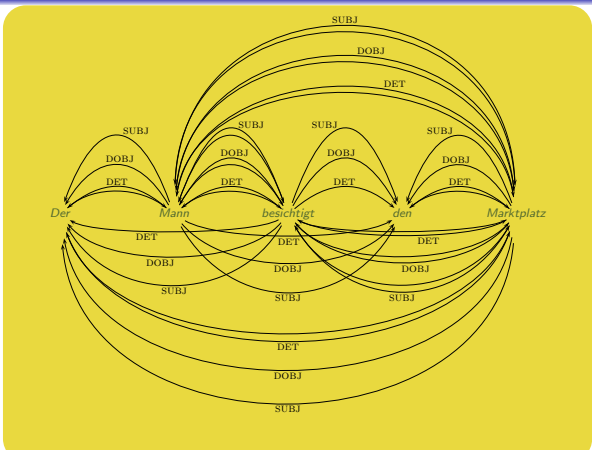 SUBJ
DOBJ
DET
SUBJ SUBJ SUBJ SUBJ
DOBJ DOBJ DOBJ DOBJ
DET DET DET DET
Der Mann besichtigt den Marktplatz
DET DET DET
DOBJ DOBJ DOBJ
SUBJ SUBJ SUBJ
DET
DOBJ
SUBJ